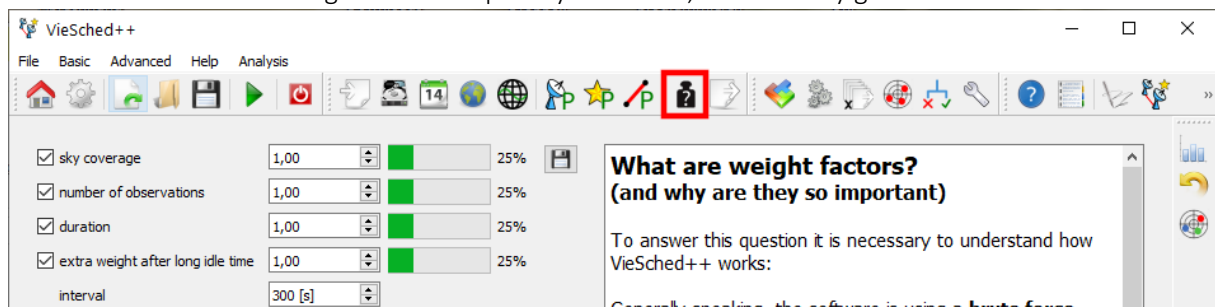 VieSched++
File Basic Advanced Help Analysis
14 P P P ? x x ? »
sky coverage 1,00 25%
number of observations 1,00 25%
duration 1,00 25%
extra weight after long idle time 1,00 25%
interval 300 [s]
What are weight factors?
(and why are they so important)
To answer this question it is necessary to understand how
VieSched++ works: